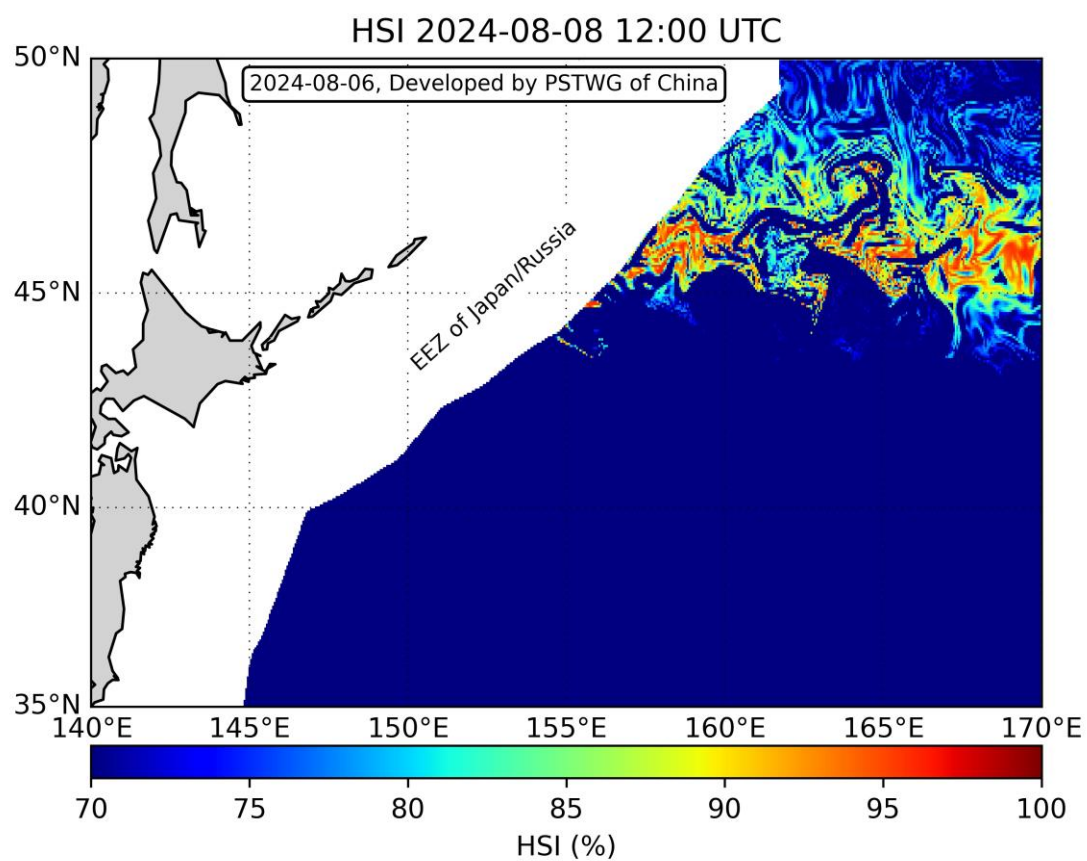 HSI 2024-08-08 12:00 UTC
50°N
2024-08-06, Developed by PSTWG of China
EEZ of Japan/Russia
45°N
40°N
35°N
140°E 145°E 150°E 155°E 160°E 165°E 170°E
70 75 80 85 90 95 100
HSI (%)